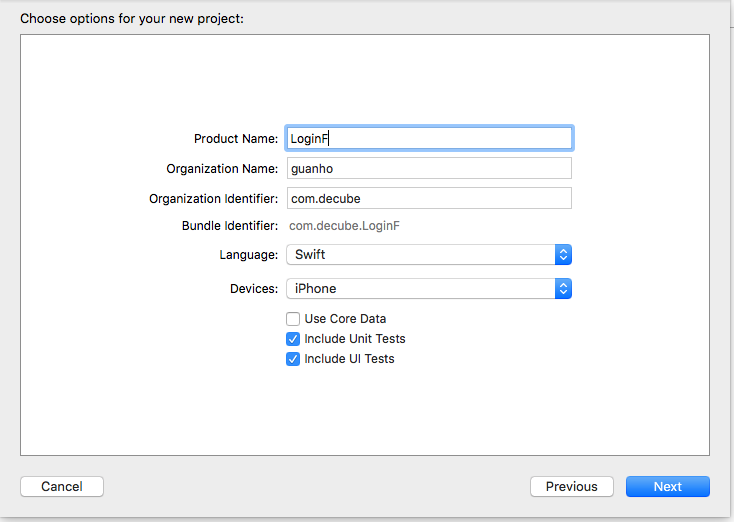 Choose options for your new project:
Product Name: LoginF
Organization Name: guanho
Organization Identifier: com.decube
Bundle Identifier: com.decube.LoginF
Language: Swift
Devices: iPhone
Use Core Data
Include Unit Tests
Include UI Tests
Cancel Previous Next